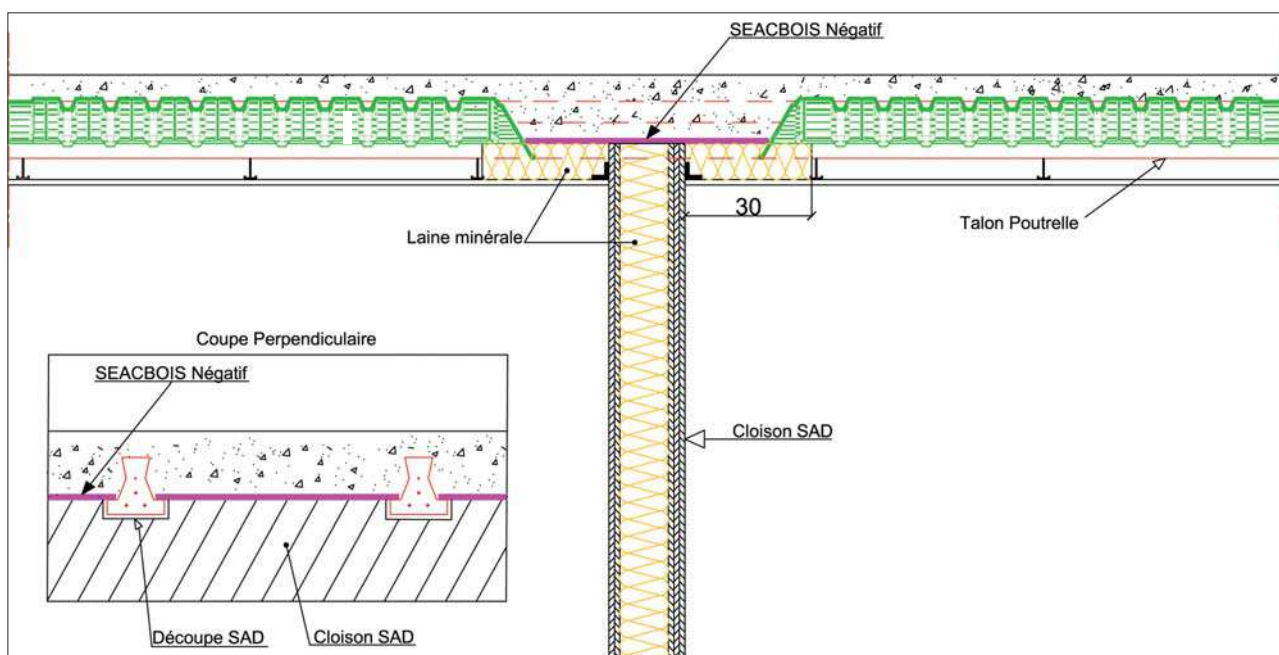 SEACBOIS Négatif
30
Laine minérale
Talon Poutrelle
Coupe Perpendiculaire
SEACBOIS Négatif
Cloison SAD
Découpe SAD
Cloison SAD